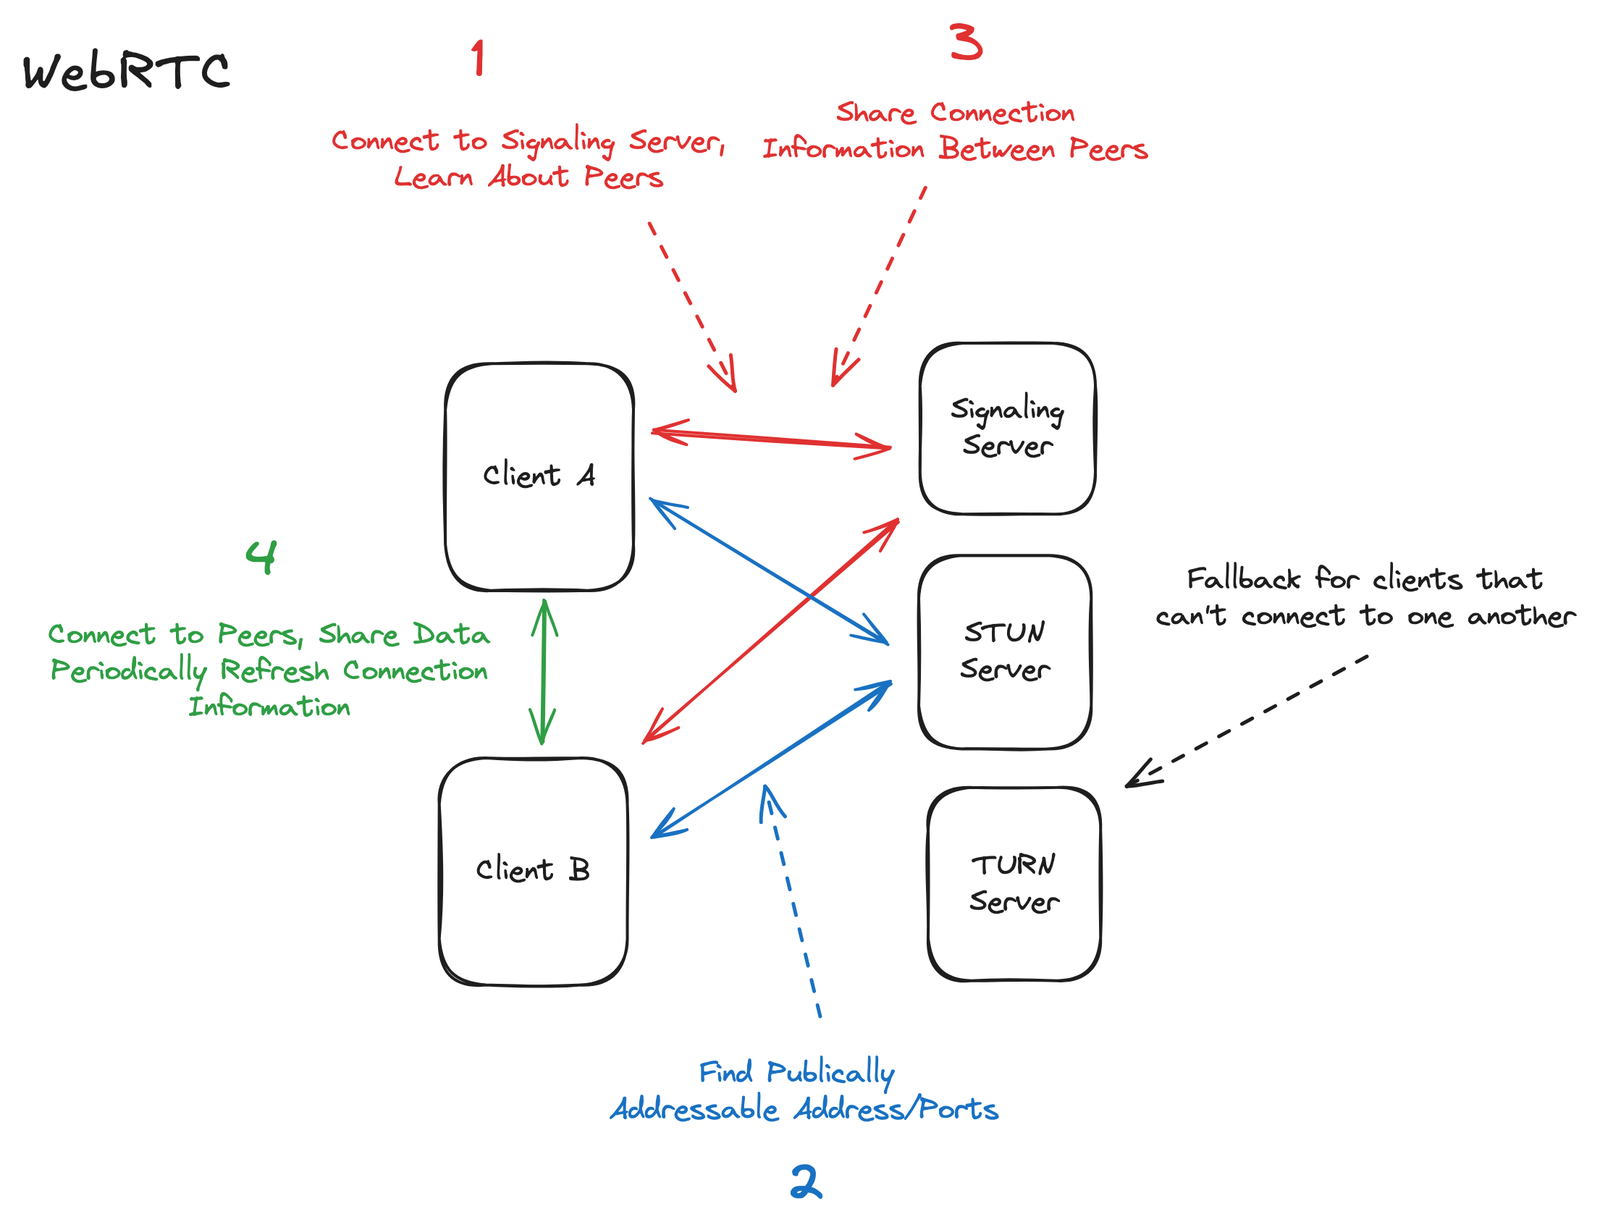 WebRTC
1
Connect to Signaling Server,
Learn About Peers
3
Share Connection
Information Between Peers
Client A
Signaling
Server
4
Connect to Peers, Share Data
Periodically Refresh Connection
Information
STUN
Server
Fallback for clients that
can't connect to one another
Client B
TURN
Server
Find Publically
Addressable Address/Ports
2